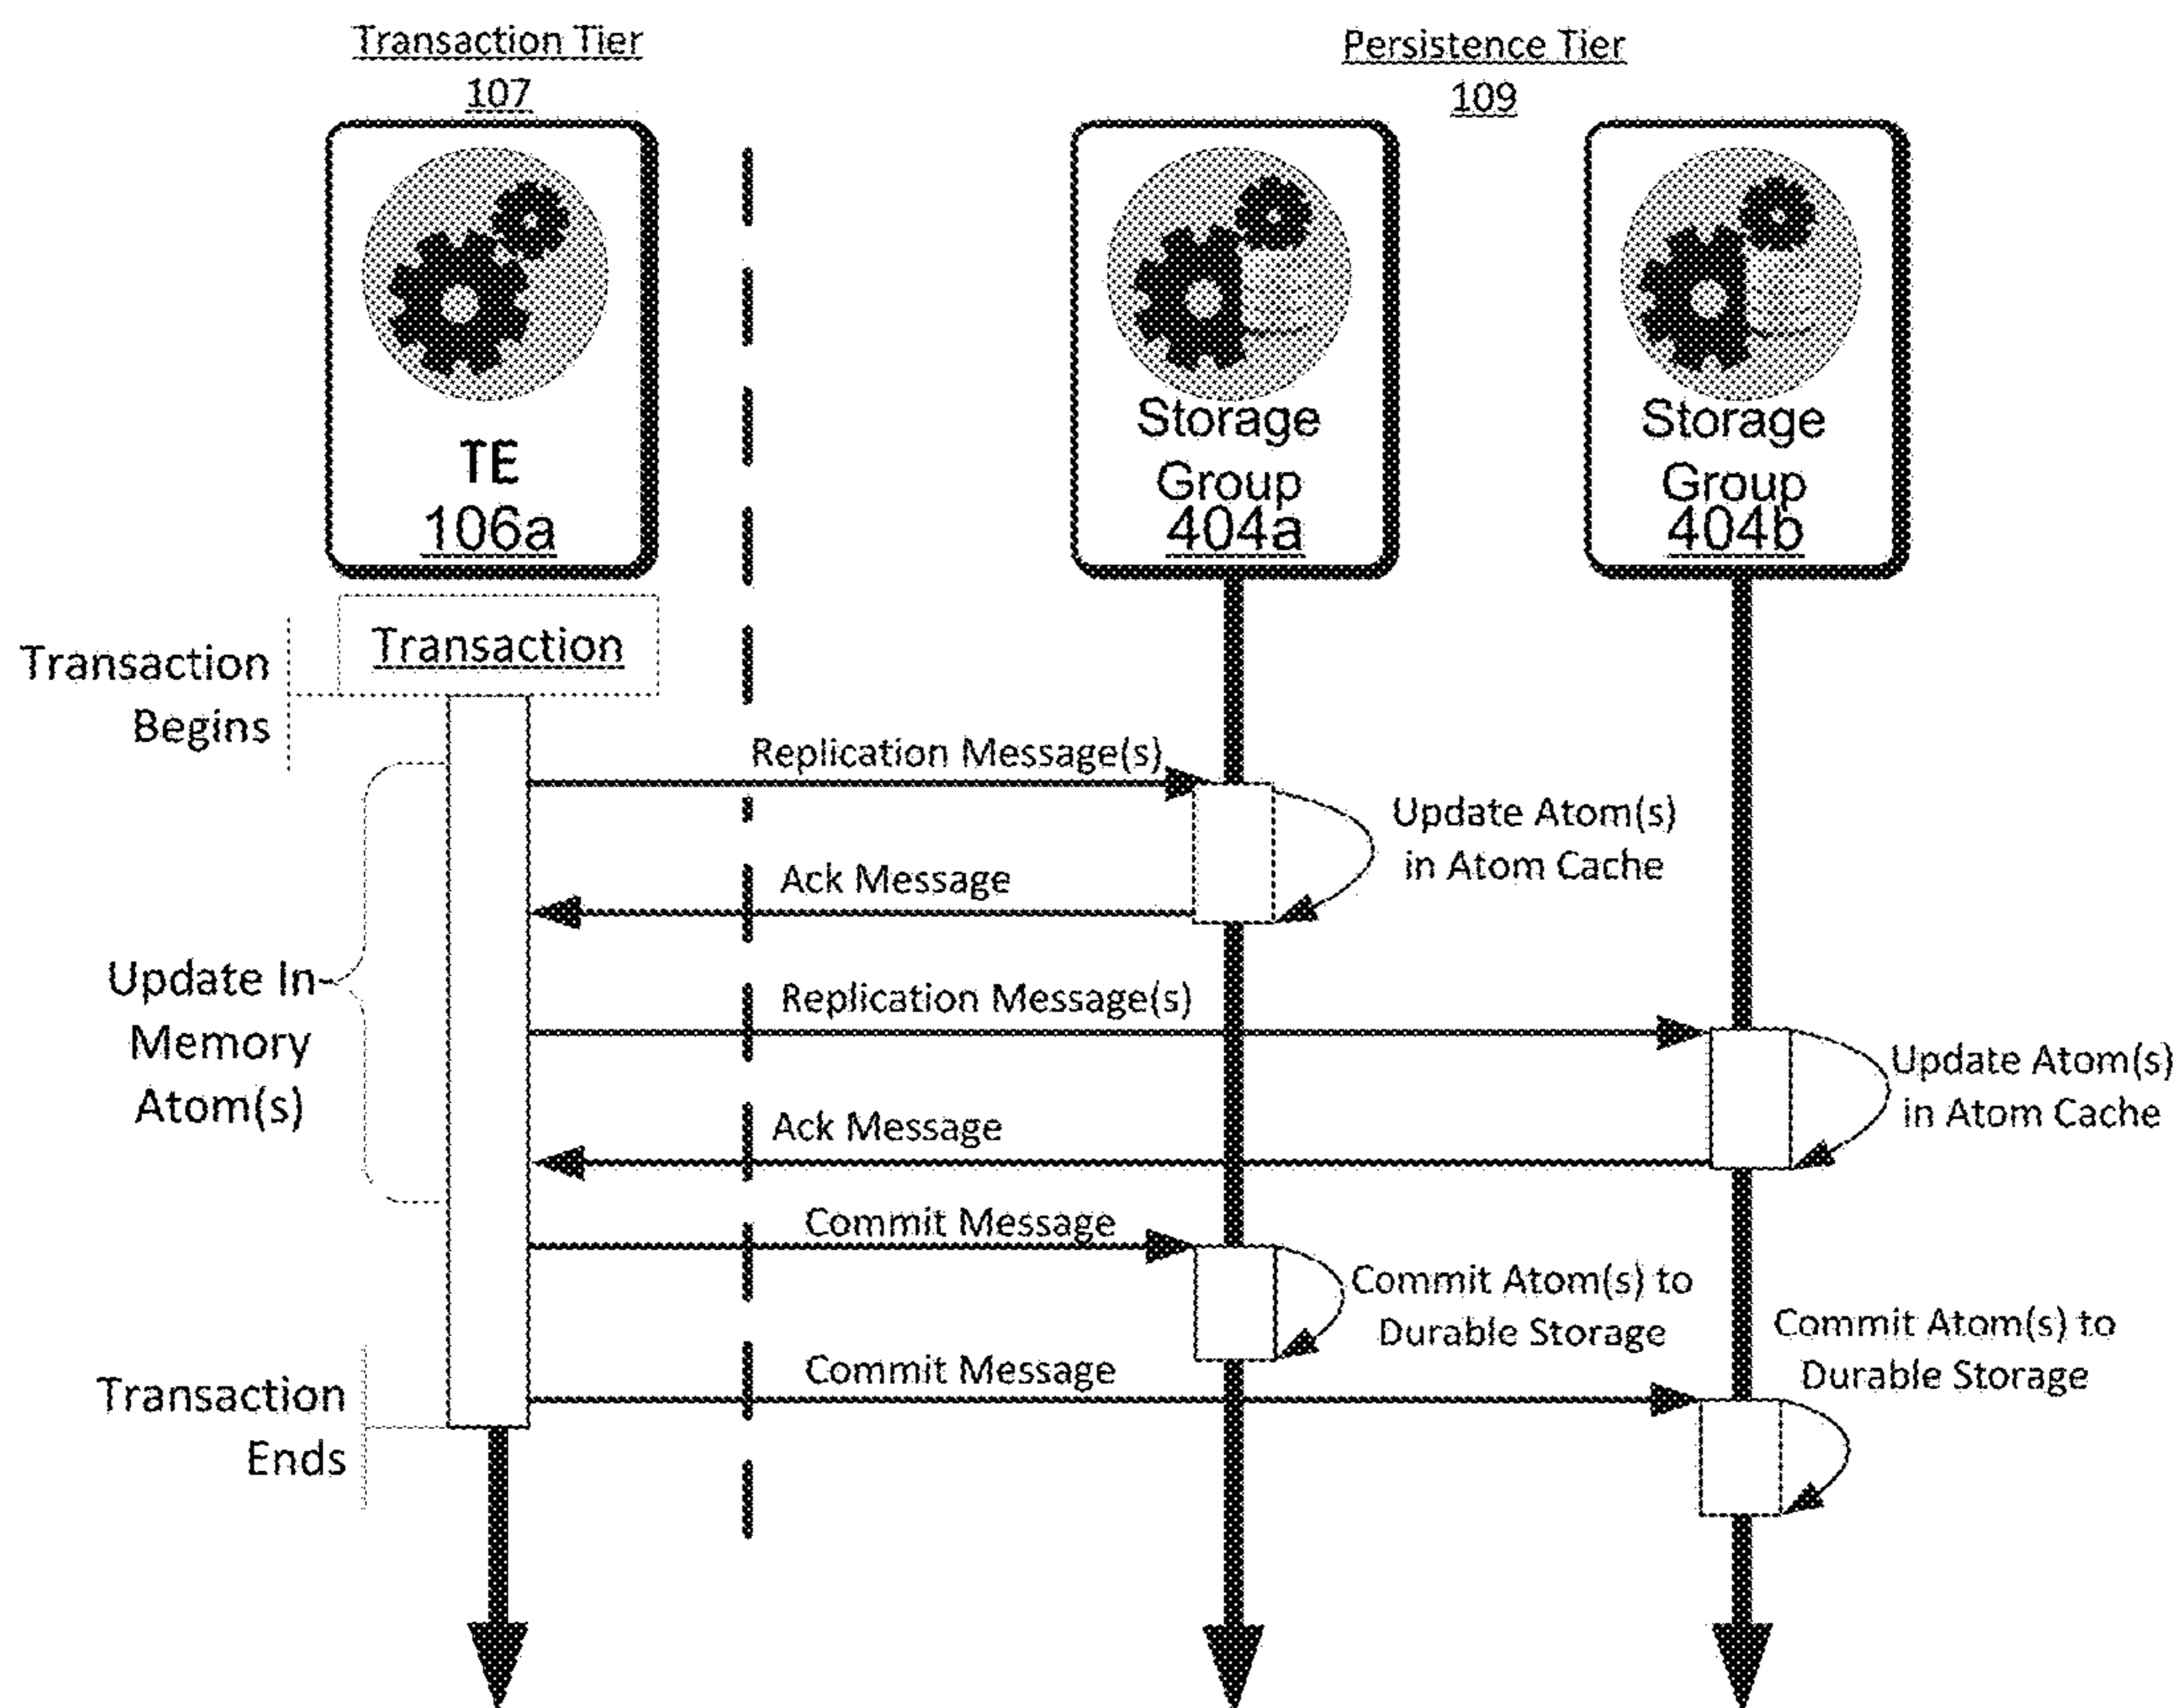 Transaction Tier
107
Persistence Tier
109
TE
106a
Storage
Group
404a
Storage
Group
404b
Transaction
Begins
Transaction
Replication Message(s)
Update Atom(s)
in Atom Cache
Ack Message
Update In
Memory
Atom(s)
Replication Message(s)
Update Atom(s)
in Atom Cache
Ack Message
Commit Message
Commit Atom(s) to
Durable Storage
Commit Message
Commit Atom(s) to
Durable Storage
Transaction
Ends